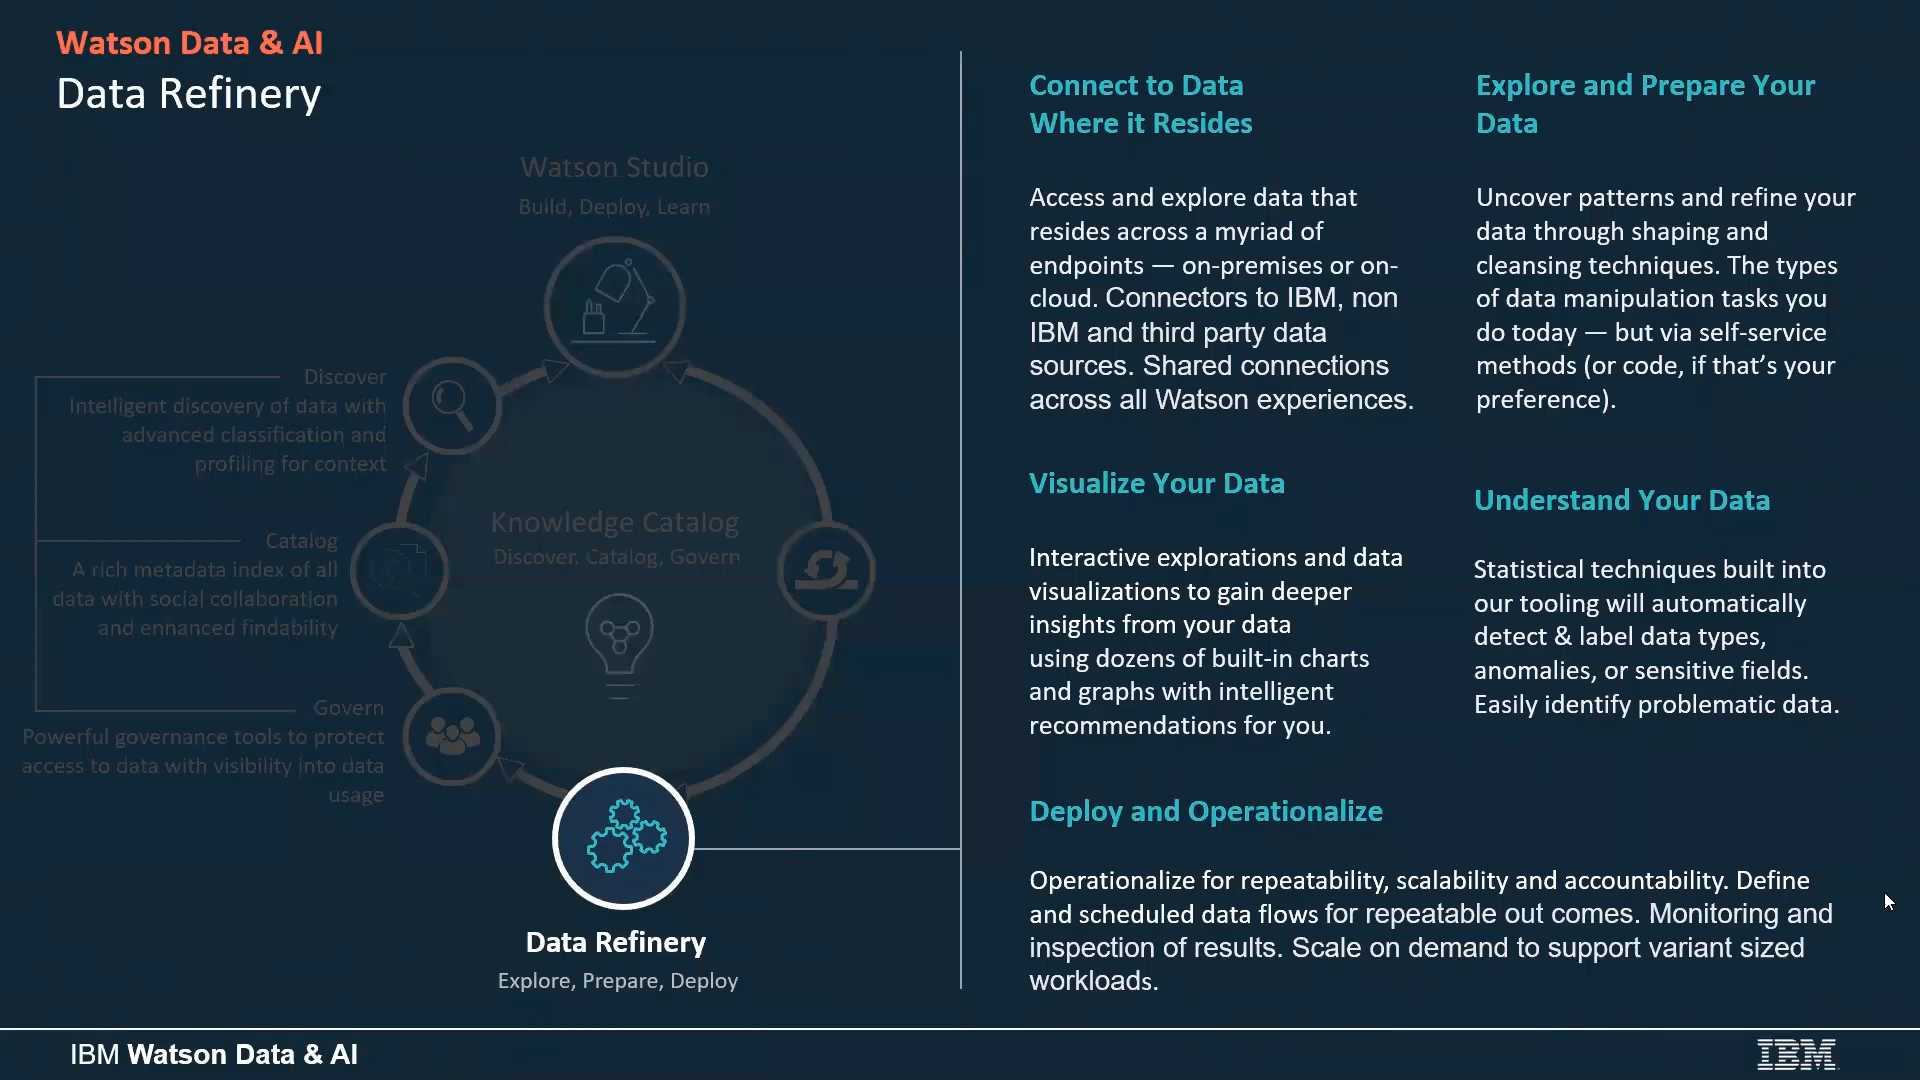 Watson Data & AI
Data Refinery
Watson Studio
Build, Deploy, Learn
Discover
Intelligent discovery of data with
advanced classification and
profiling for context
Knowledge Catalog
Discover, Catalog, Govern
Catalog
A rich metadata index of all
data with social collaboration
and enhanced findability
Govern
Powerful governance tools to protect
access to data with visibility into data
usage
Data Refinery
Explore, Prepare, Deploy
Connect to Data
Where it Resides
Access and explore data that
resides across a myriad of
endpoints — on-premises or on-
cloud. Connectors to IBM, non
IBM and third party data
sources. Shared connections
across all Watson experiences.
Explore and Prepare Your
Data
Uncover patterns and refine your
data through shaping and
cleansing techniques. The types
of data manipulation tasks you
do today — but via self-service
methods (or code, if that’s your
preference).
Visualize Your Data
Interactive explorations and data
visualizations to gain deeper
insights from your data
using dozens of built-in charts
and graphs with intelligent
recommendations for you.
Understand Your Data
Statistical techniques built into
our tooling will automatically
detect & label data types,
anomalies, or sensitive fields.
Easily identify problematic data.
Deploy and Operationalize
Operationalize for repeatability, scalability and accountability. Define
and scheduled data flows for repeatable out comes. Monitoring and
inspection of results. Scale on demand to support variant sized
workloads.
IBM Watson Data & AI
IBM